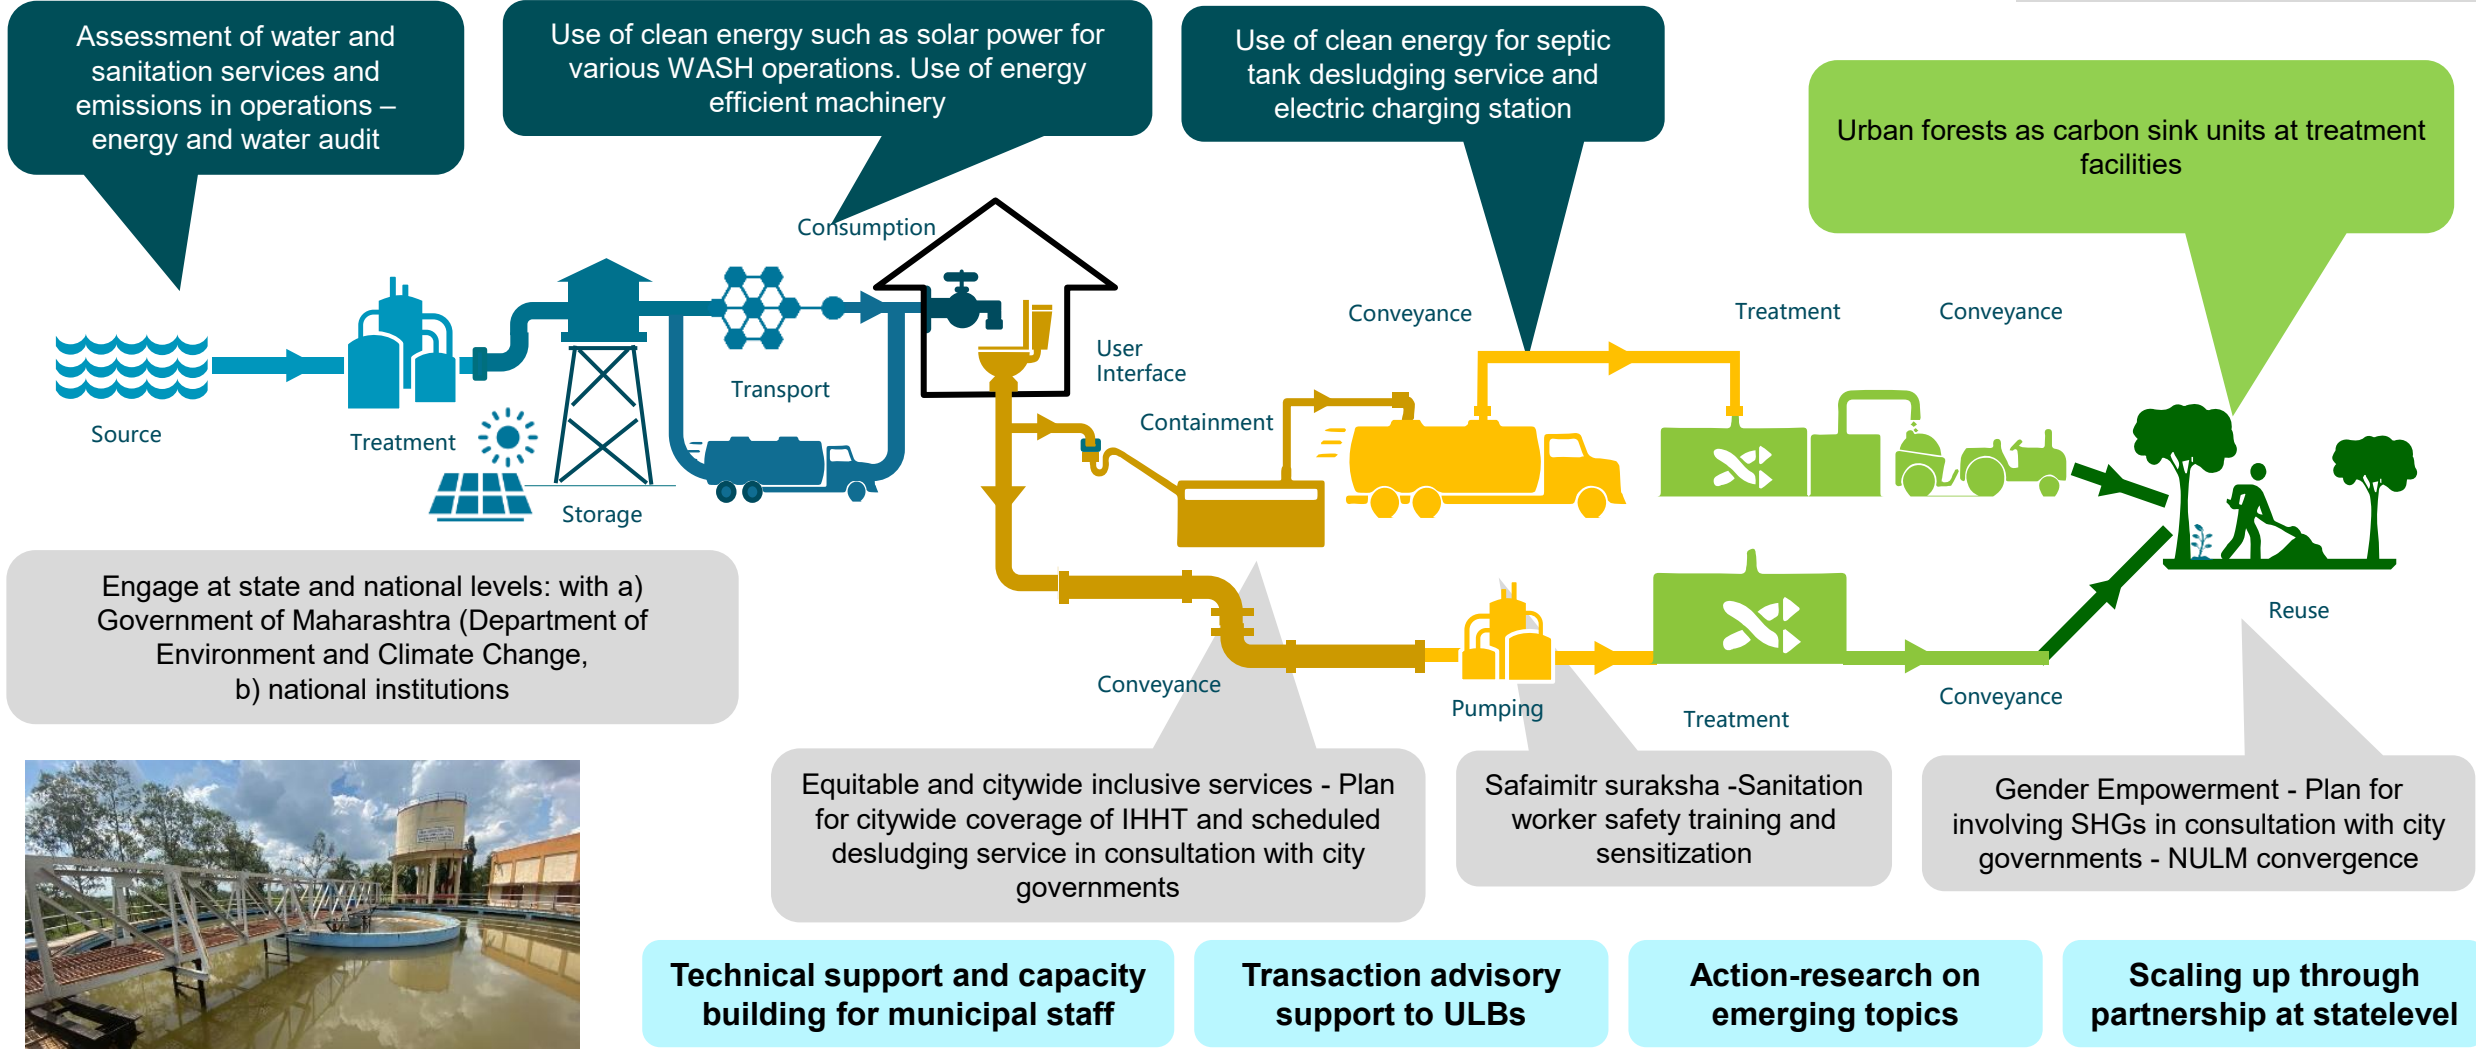 Assessment of water and
sanitation services and
emissions in operations –
energy and water audit
Use of clean energy such as solar power for
various WASH operations. Use of energy
efficient machinery
Use of clean energy for septic
tank desludging service and
electric charging station
Urban forests as carbon sink units at treatment
facilities
Consumption
Conveyance
Treatment
Conveyance
User
Interface
Transport
Containment
Source
Treatment
Storage
Engage at state and national levels: with a)
Government of Maharashtra (Department of
Environment and Climate Change,
b) national institutions
Reuse
Conveyance
Pumping
Treatment
Conveyance
Equitable and citywide inclusive services - Plan
for citywide coverage of IHHT and scheduled
desludging service in consultation with city
governments
Safaimitr suraksha -Sanitation
worker safety training and
sensitization
Gender Empowerment - Plan for
involving SHGs in consultation with city
governments - NULM convergence
Technical support and capacity
building for municipal staff
Transaction advisory
support to ULBs
Action-research on
emerging topics
Scaling up through
partnership at statelevel